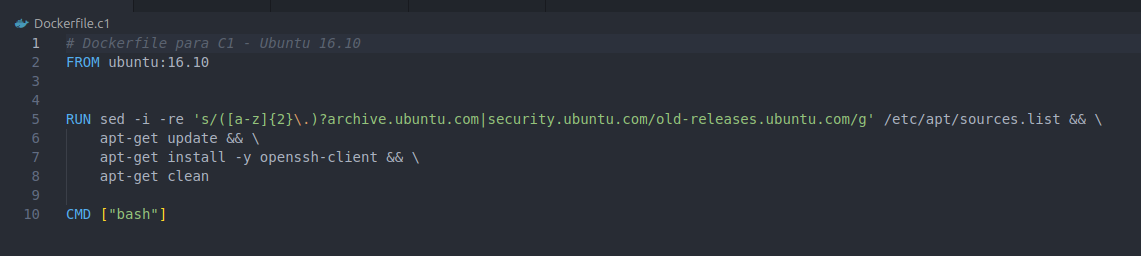 Dockerfile.c1
1 # Dockerfile para C1 - Ubuntu 16.10
2 FROM ubuntu:16.10
3
4
5 RUN sed -i -re 's/([a-z]{2}\.)?archive.ubuntu.com|security.ubuntu.com/old-releases.ubuntu.com/g' /etc/apt/sources.list && \
6 apt-get update && \
7 apt-get install -y openssh-client && \
8 apt-get clean
9
10 CMD ["bash"]